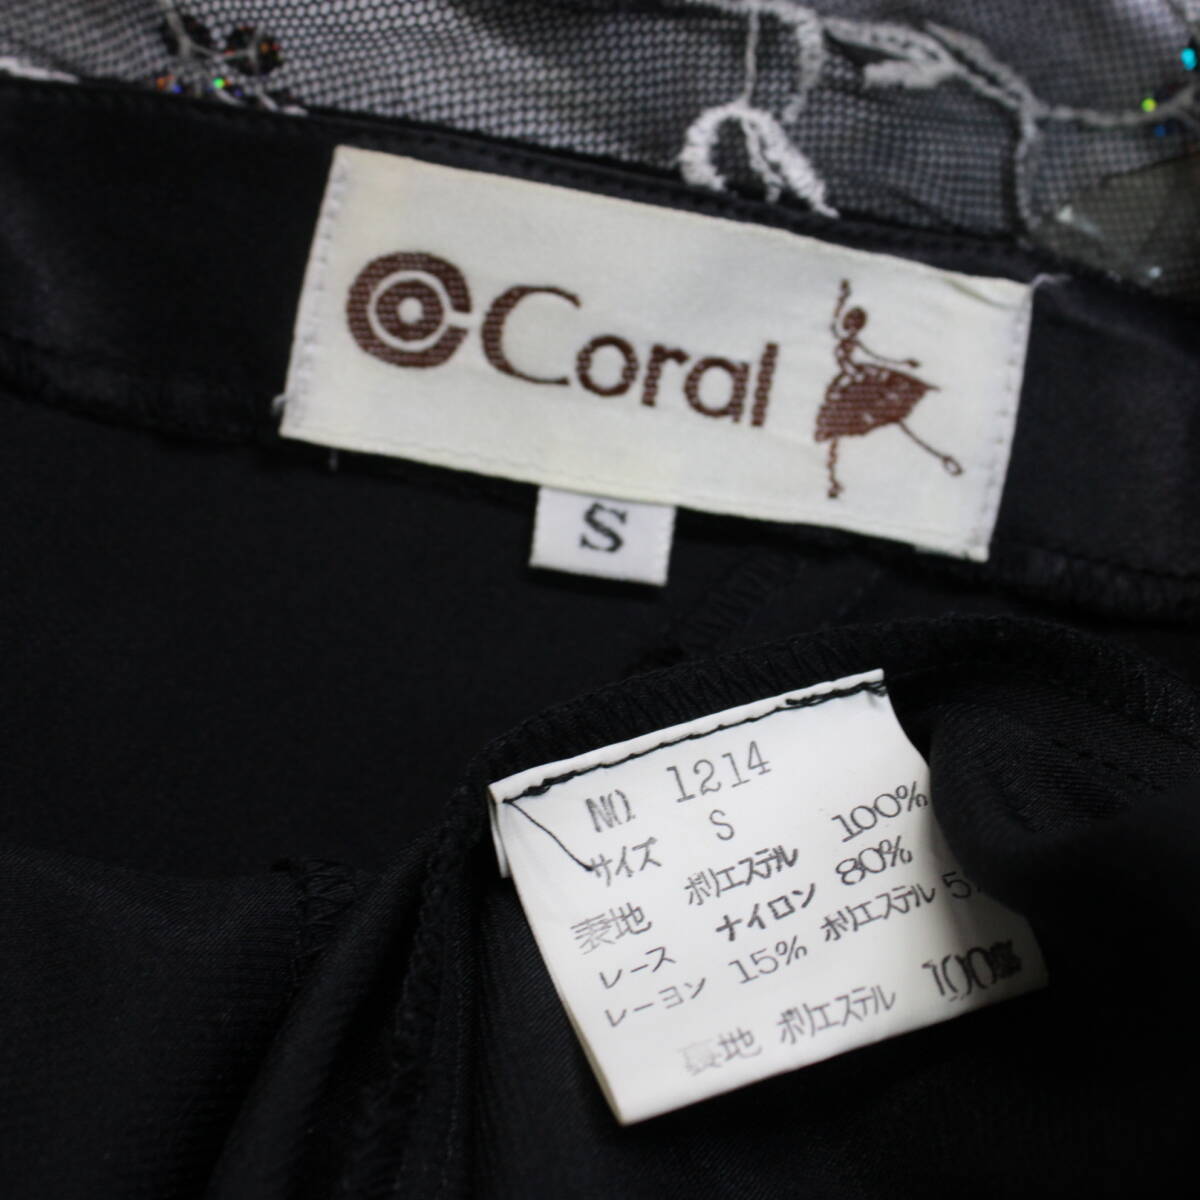 Coral
S
NO 1214
サイズ S
表地 ポリエステル 100%
レース ナイロン 80%
レーヨン 15% ポリエステル 5%
地 ポリエステル 100%